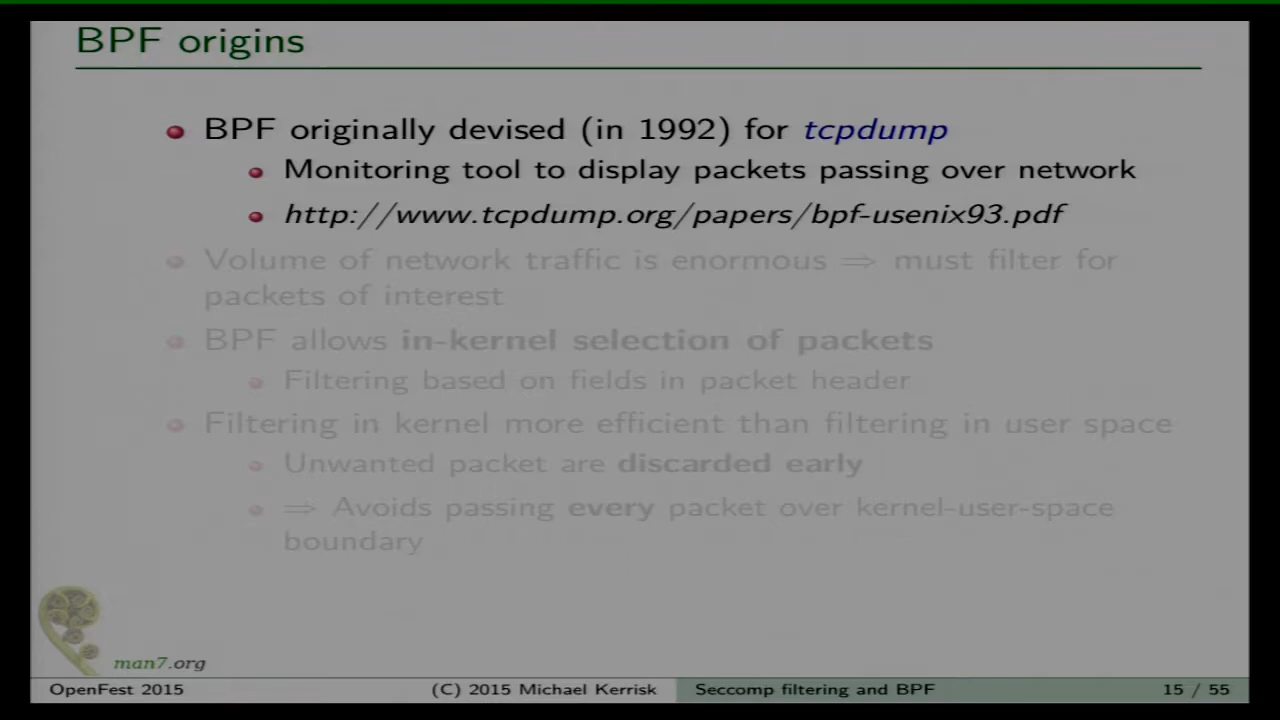 BPF origins
BPF originally devised (in 1992) for tcpdump
Monitoring tool to display packets passing over network
http://www.tcpdump.org/papers/bpf-usenix93.pdf
Volume of network traffic is enormous ⇒ must filter for
packets of interest
BPF allows in-kernel selection of packets
Filtering based on fields in packet header
Filtering in kernel more efficient than filtering in user space
Unwanted packet are discarded early
⇒ Avoids passing every packet over kernel-user-space
boundary
man7.org
OpenFest 2015 (C) 2015 Michael Kerrisk Seccomp filtering and BPF 15 / 55